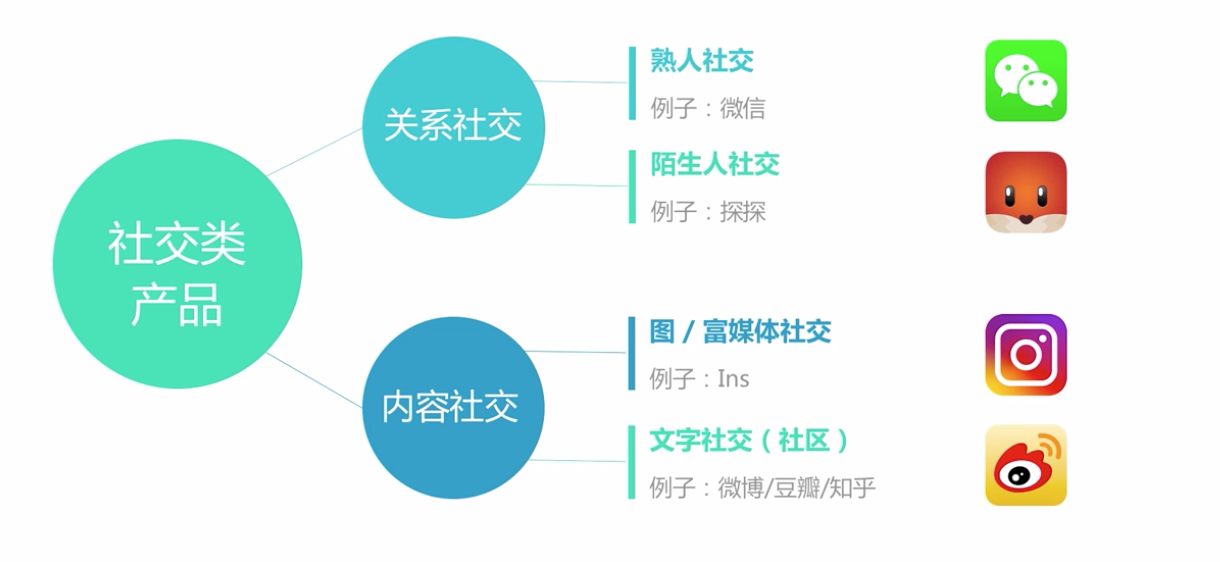 社交类
产品
关系社交
熟人社交
例子：微信
陌生人社交
例子：探探
内容社交
图 / 富媒体社交
例子：Ins
文字社交（社区）
例子：微博/豆瓣/知乎